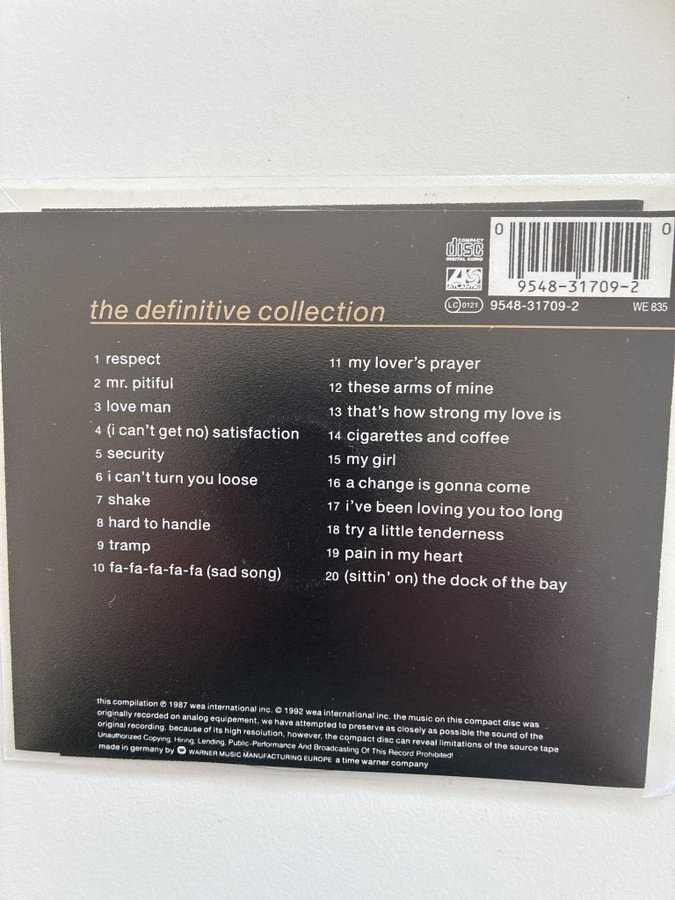 COMPACT
disc
DIGITAL AUDIO
ATLANTIC
0 0
9548-31709-2
LC 0121 9548-31709-2 WE 835
the definitive collection
1 respect
2 mr. pitiful
3 love man
4 (i can't get no) satisfaction
5 security
6 i can't turn you loose
7 shake
8 hard to handle
9 tramp
10 fa-fa-fa-fa-fa (sad song)
11 my lover's prayer
12 these arms of mine
13 that's how strong my love is
14 cigarettes and coffee
15 my girl
16 a change is gonna come
17 i've been loving you too long
18 try a little tenderness
19 pain in my heart
20 (sittin' on) the dock of the bay
this compilation ℗ 1987 wea international inc. © 1992 wea international inc. the music on this compact disc was
originally recorded on analog equipement, we have attempted to preserve as closely as possible the sound of the
original recording. because of its high resolution, however, the compact disc can reveal limitations of the source tape
Unauthorized Copying, Hiring, Lending, Public-Performance And Broadcasting Of This Record Prohibited!
made in germany by WARNER MUSIC MANUFACTURING EUROPE a time warner company